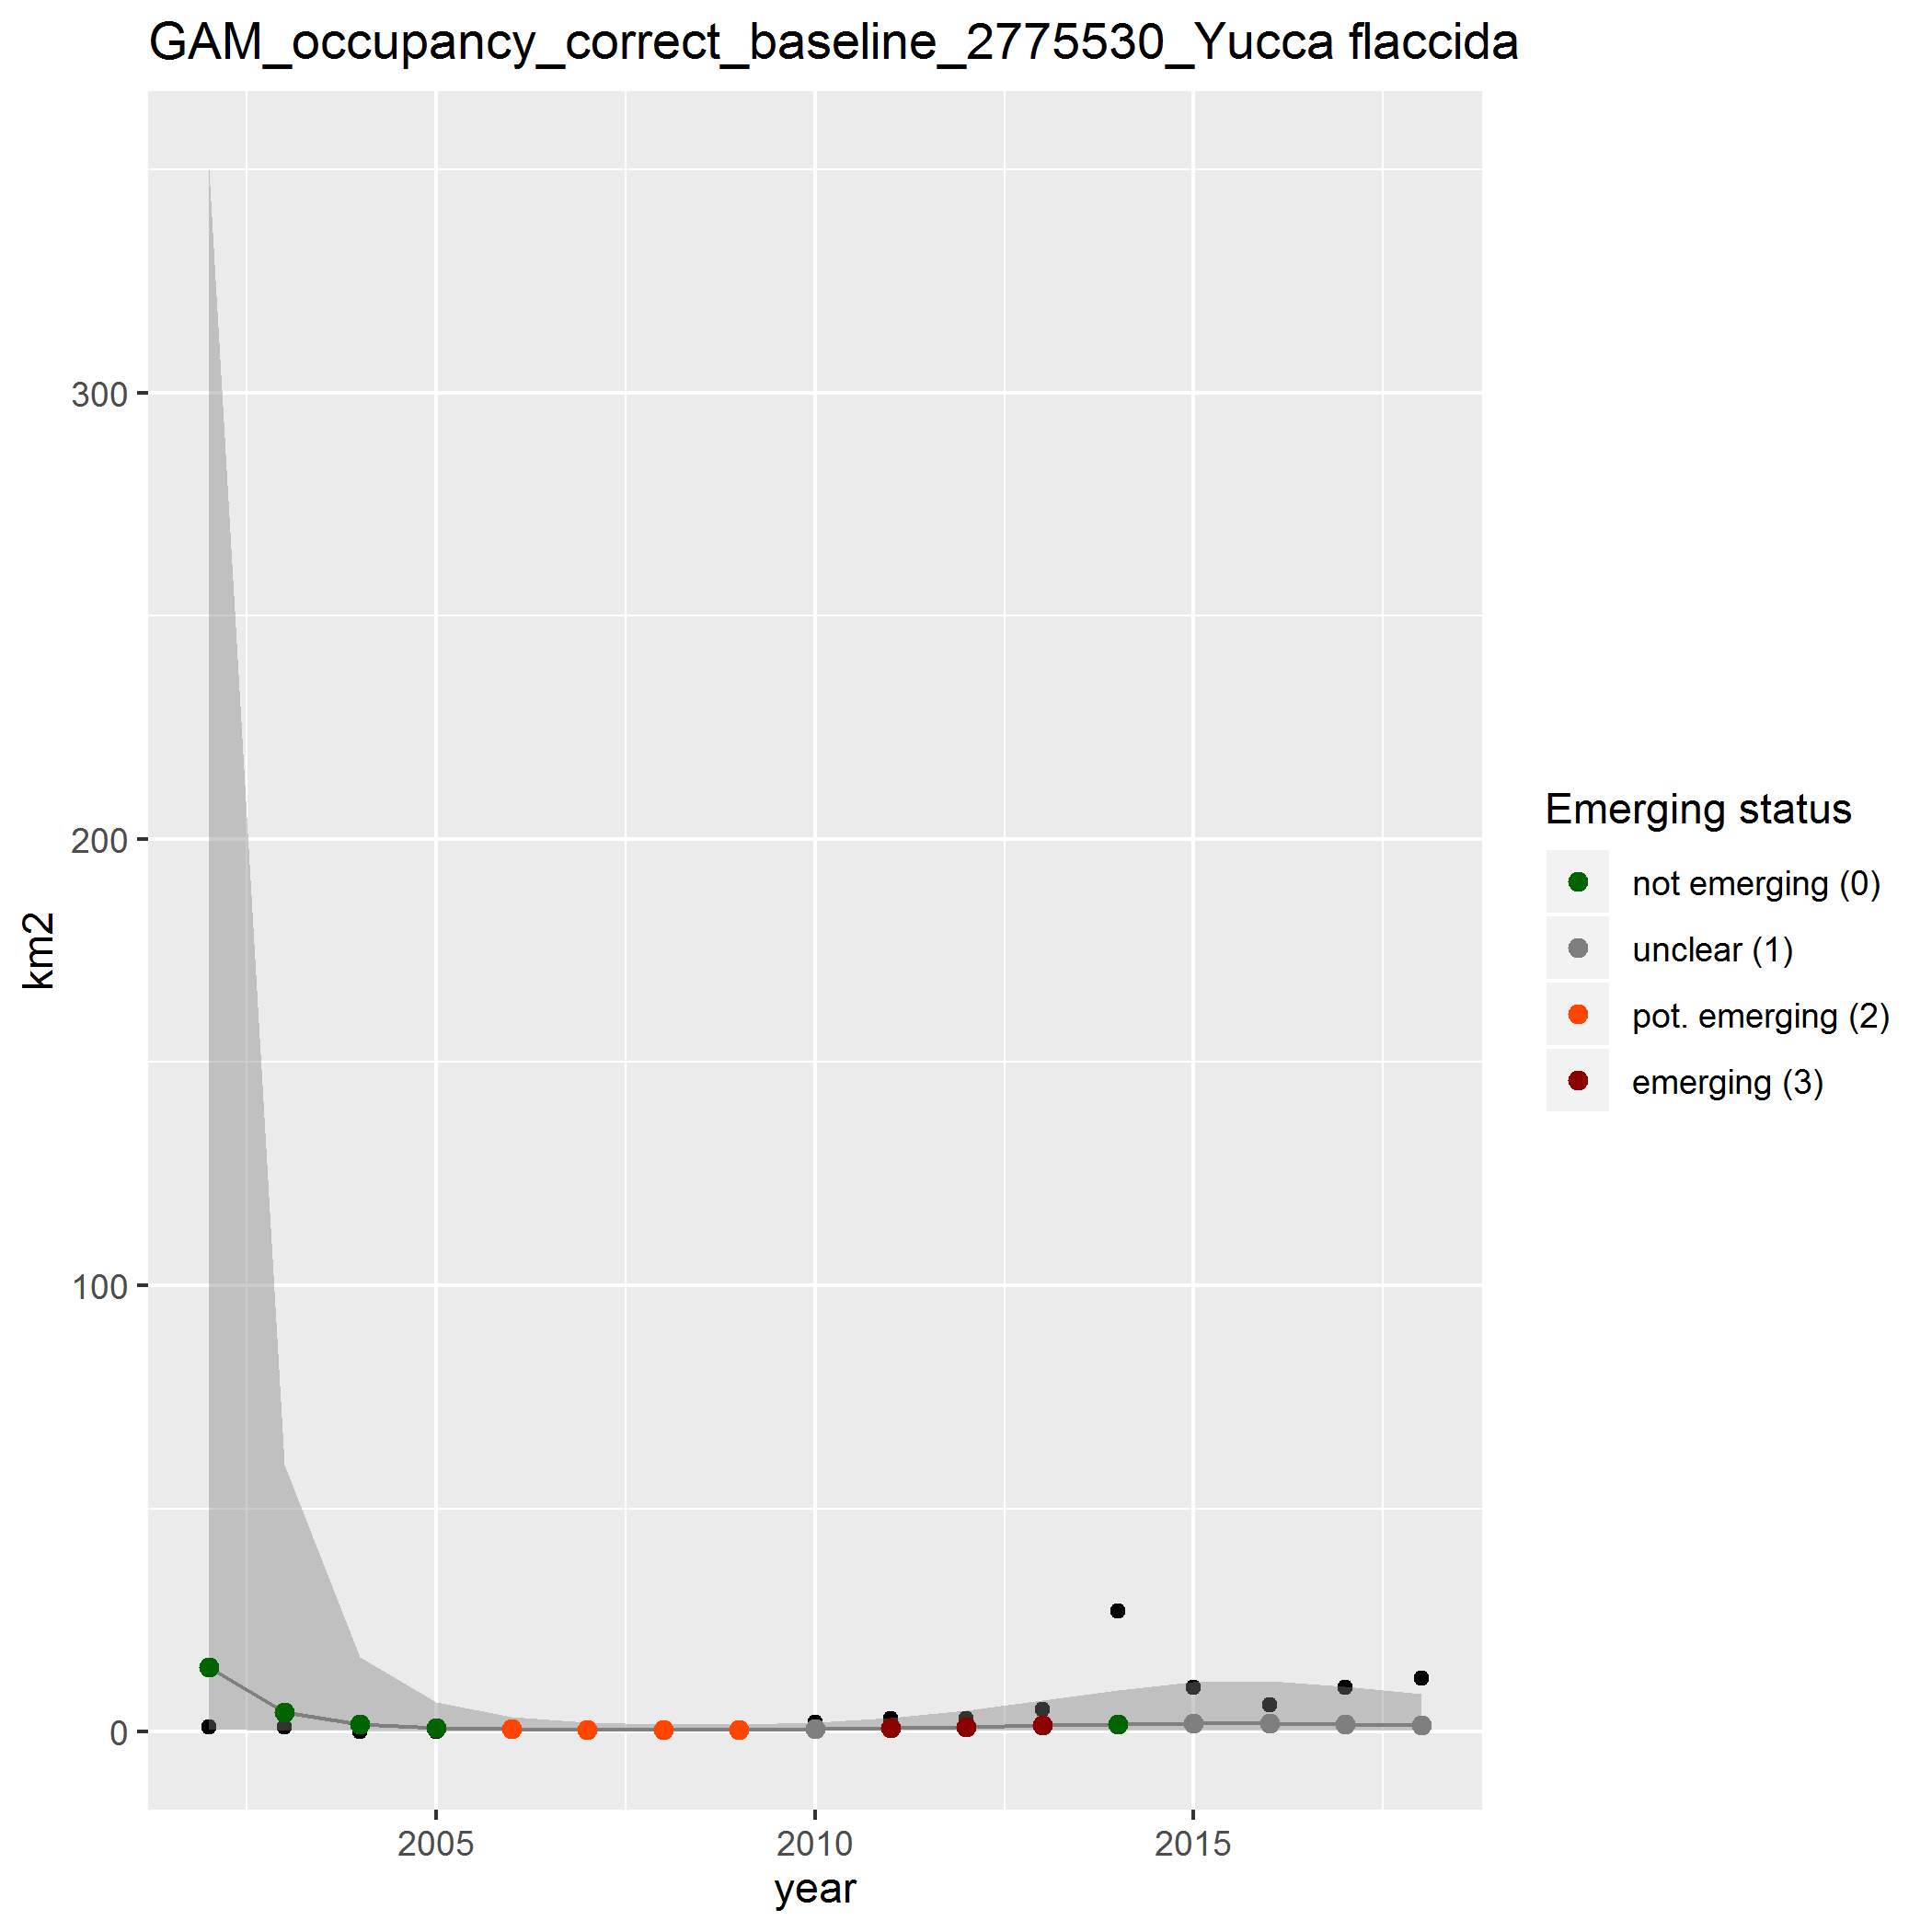 GAM_occupancy_correct_baseline_2775530_Yucca flaccida
300
200
100
0
km2
2005
2010
2015
year
Emerging status
not emerging (0)
unclear (1)
pot. emerging (2)
emerging (3)